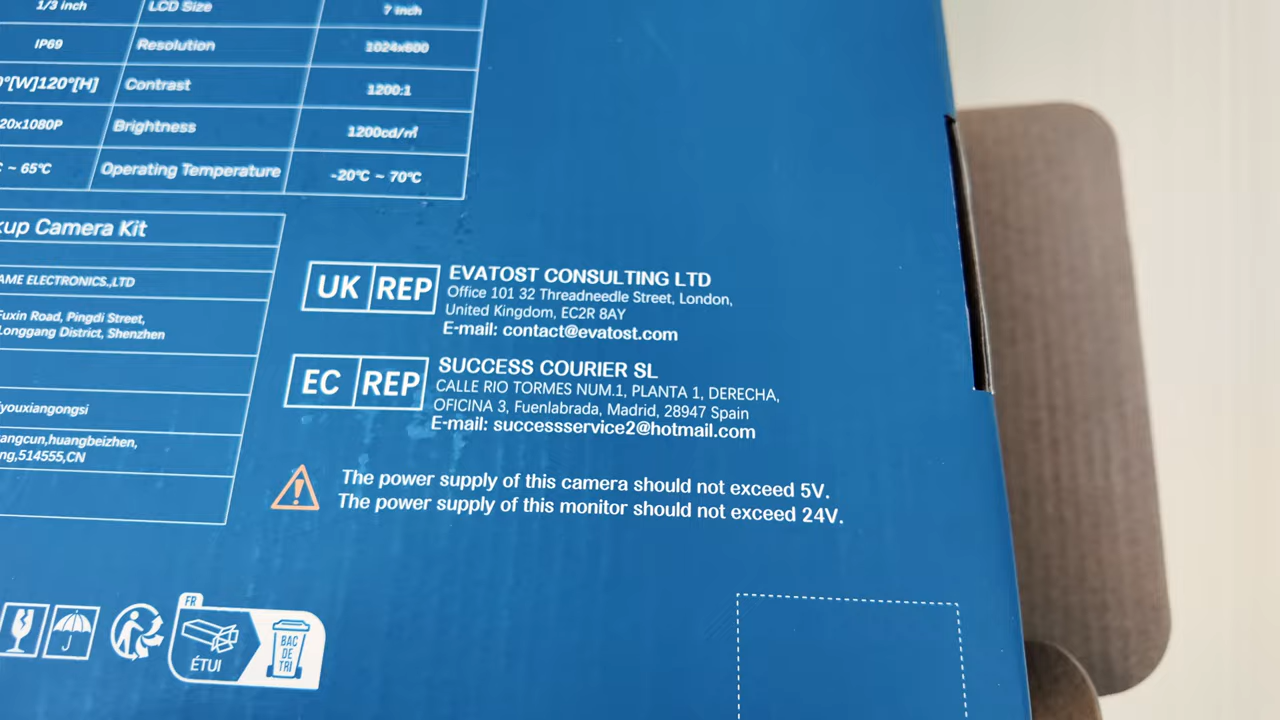 1/3 inch LCD Size 7 inch
IP69 Resolution 1024x600
°[W]120°[H] Contrast 1200:1
20x1080P Brightness 1200cd/㎡
~ 65℃ Operating Temperature -20℃ ~ 70℃
kup Camera Kit
AME ELECTRONICS.,LTD
Fuxin Road, Pingdi Street,
Longgang District, Shenzhen
youxiangongsi
angcun,huangbeizhen,
ng,514555,CN
UK REP
EVATOST CONSULTING LTD
Office 101 32 Threadneedle Street, London,
United Kingdom, EC2R 8AY
E-mail: contact@evatost.com
EC REP
SUCCESS COURIER SL
CALLE RIO TORMES NUM.1, PLANTA 1, DERECHA,
OFICINA 3, Fuenlabrada, Madrid, 28947 Spain
E-mail: successservice2@hotmail.com
The power supply of this camera should not exceed 5V.
The power supply of this monitor should not exceed 24V.
FR
ÉTUI
BAC
DE
TRI